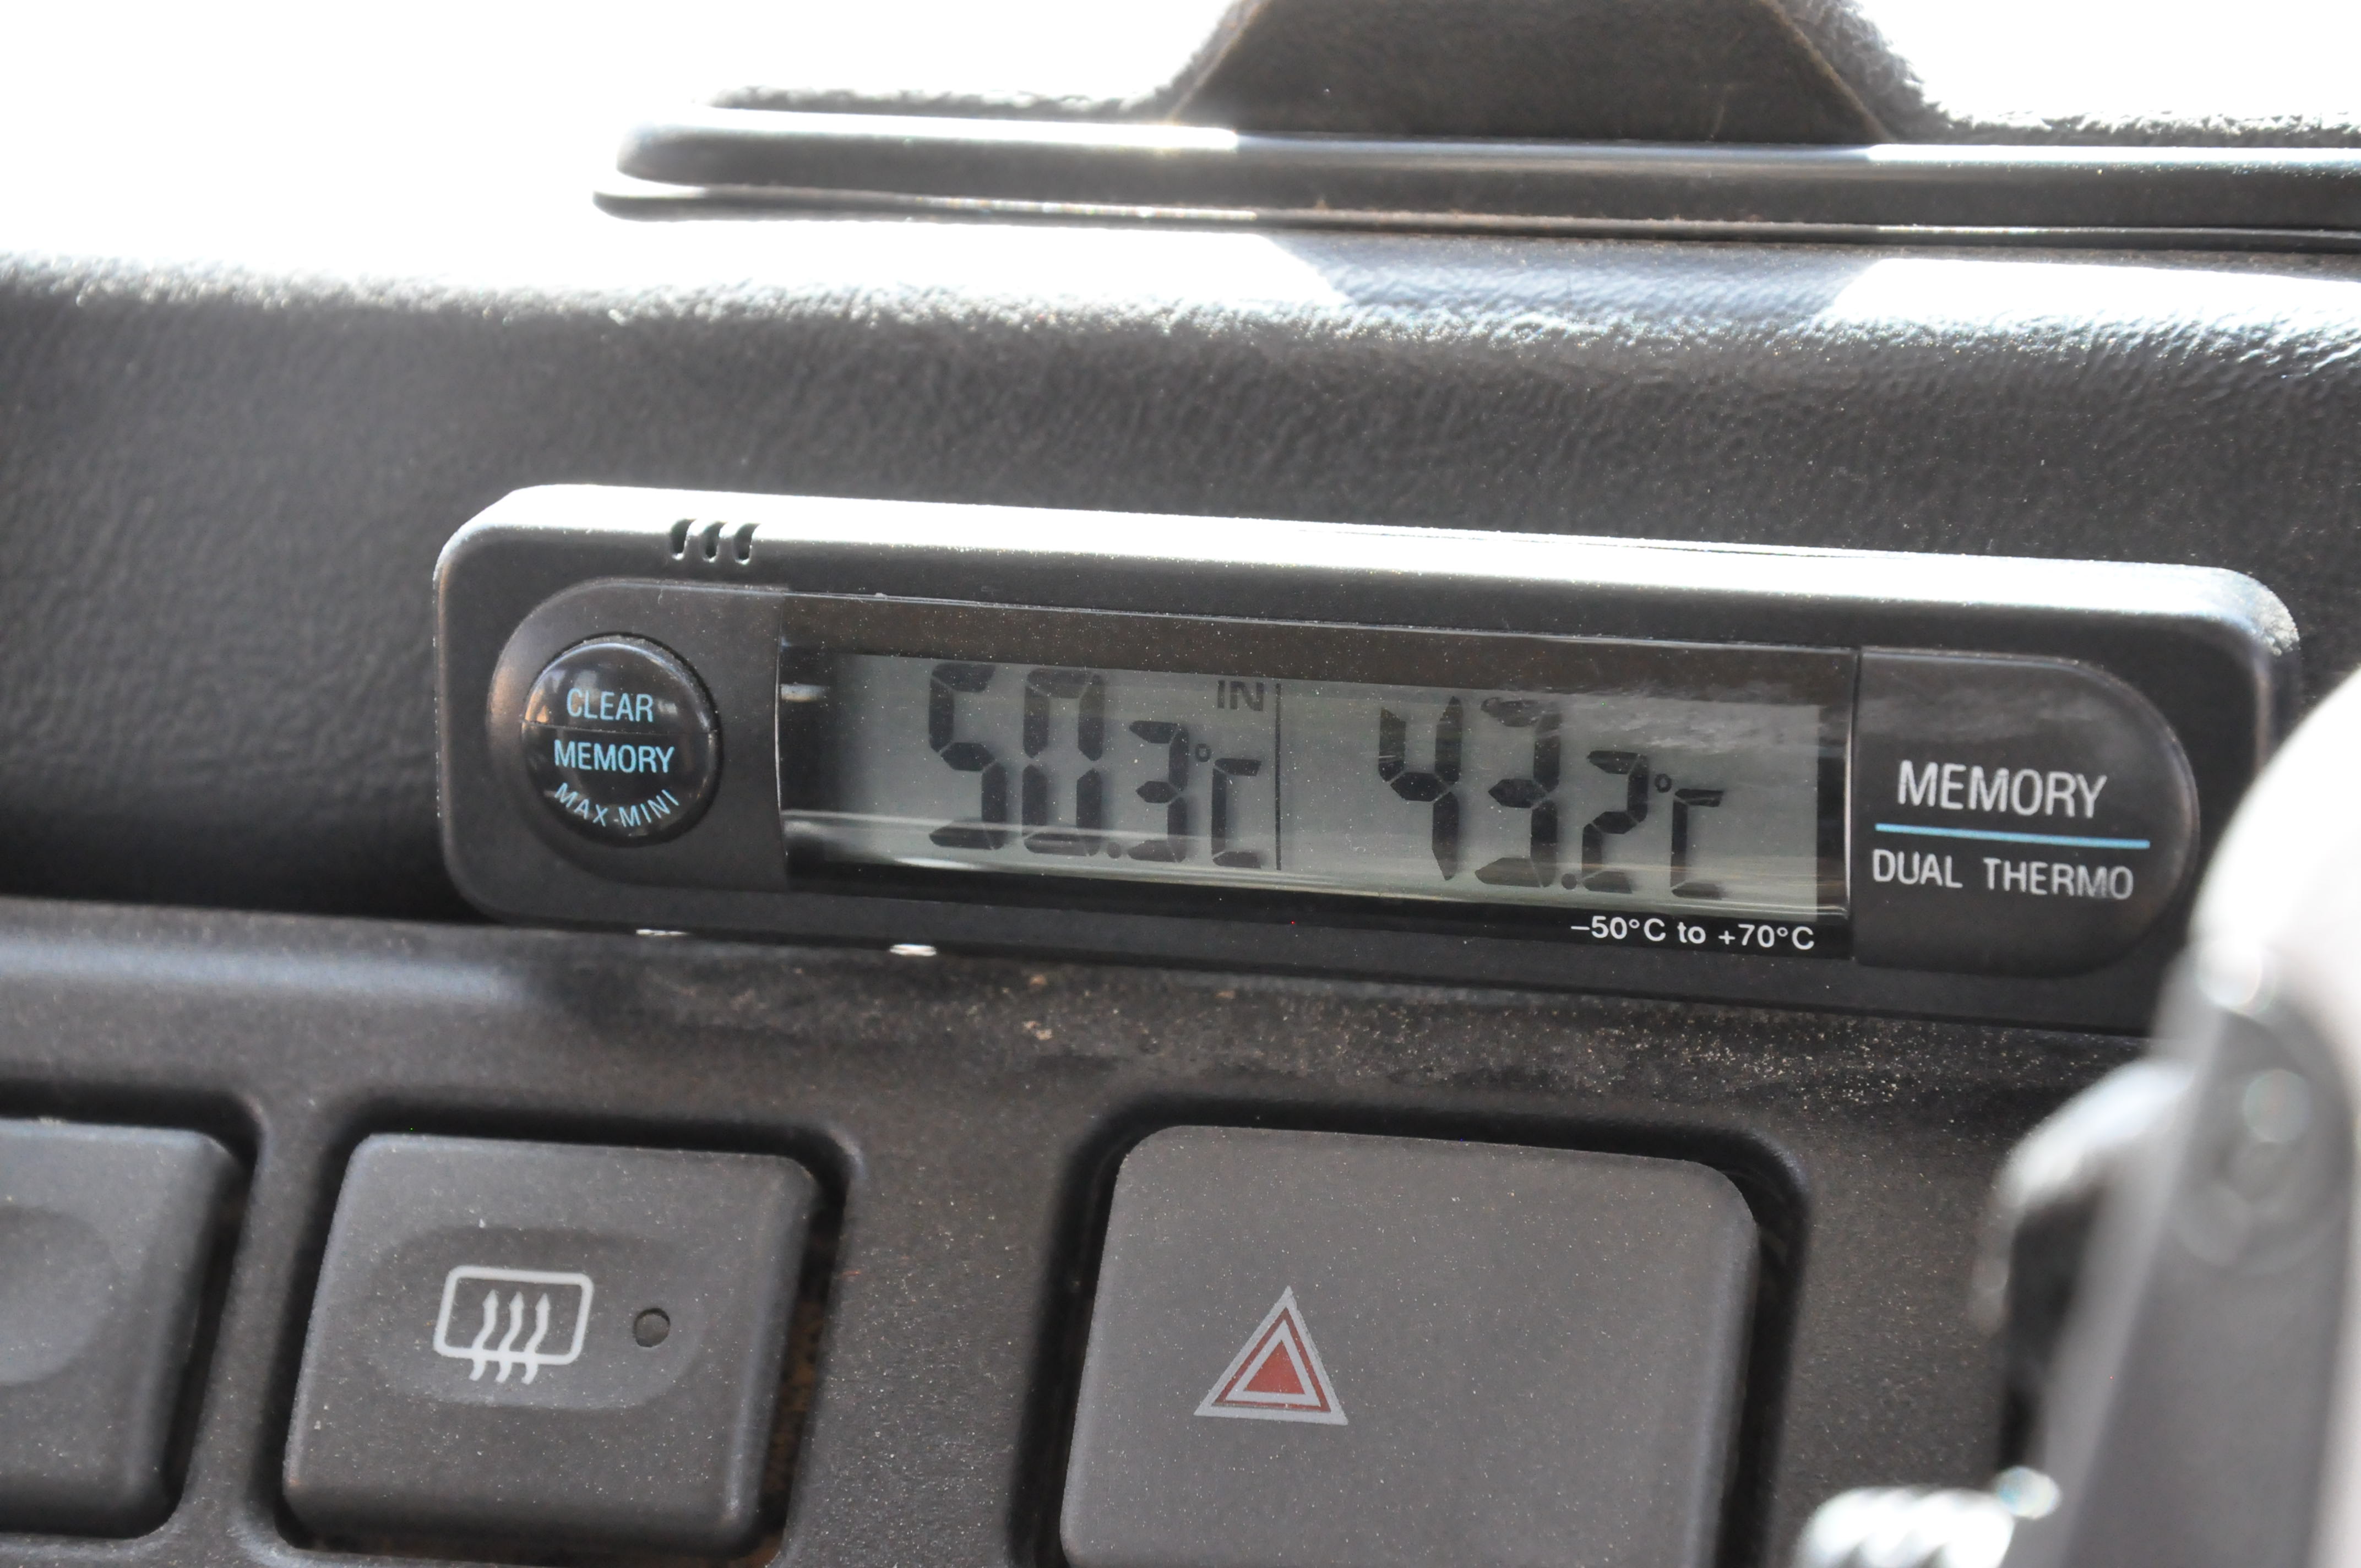 CLEAR
MEMORY
MAX-MINI
50.3°C IN
43.2°C
-50°C to +70°C
MEMORY
DUAL THERMO